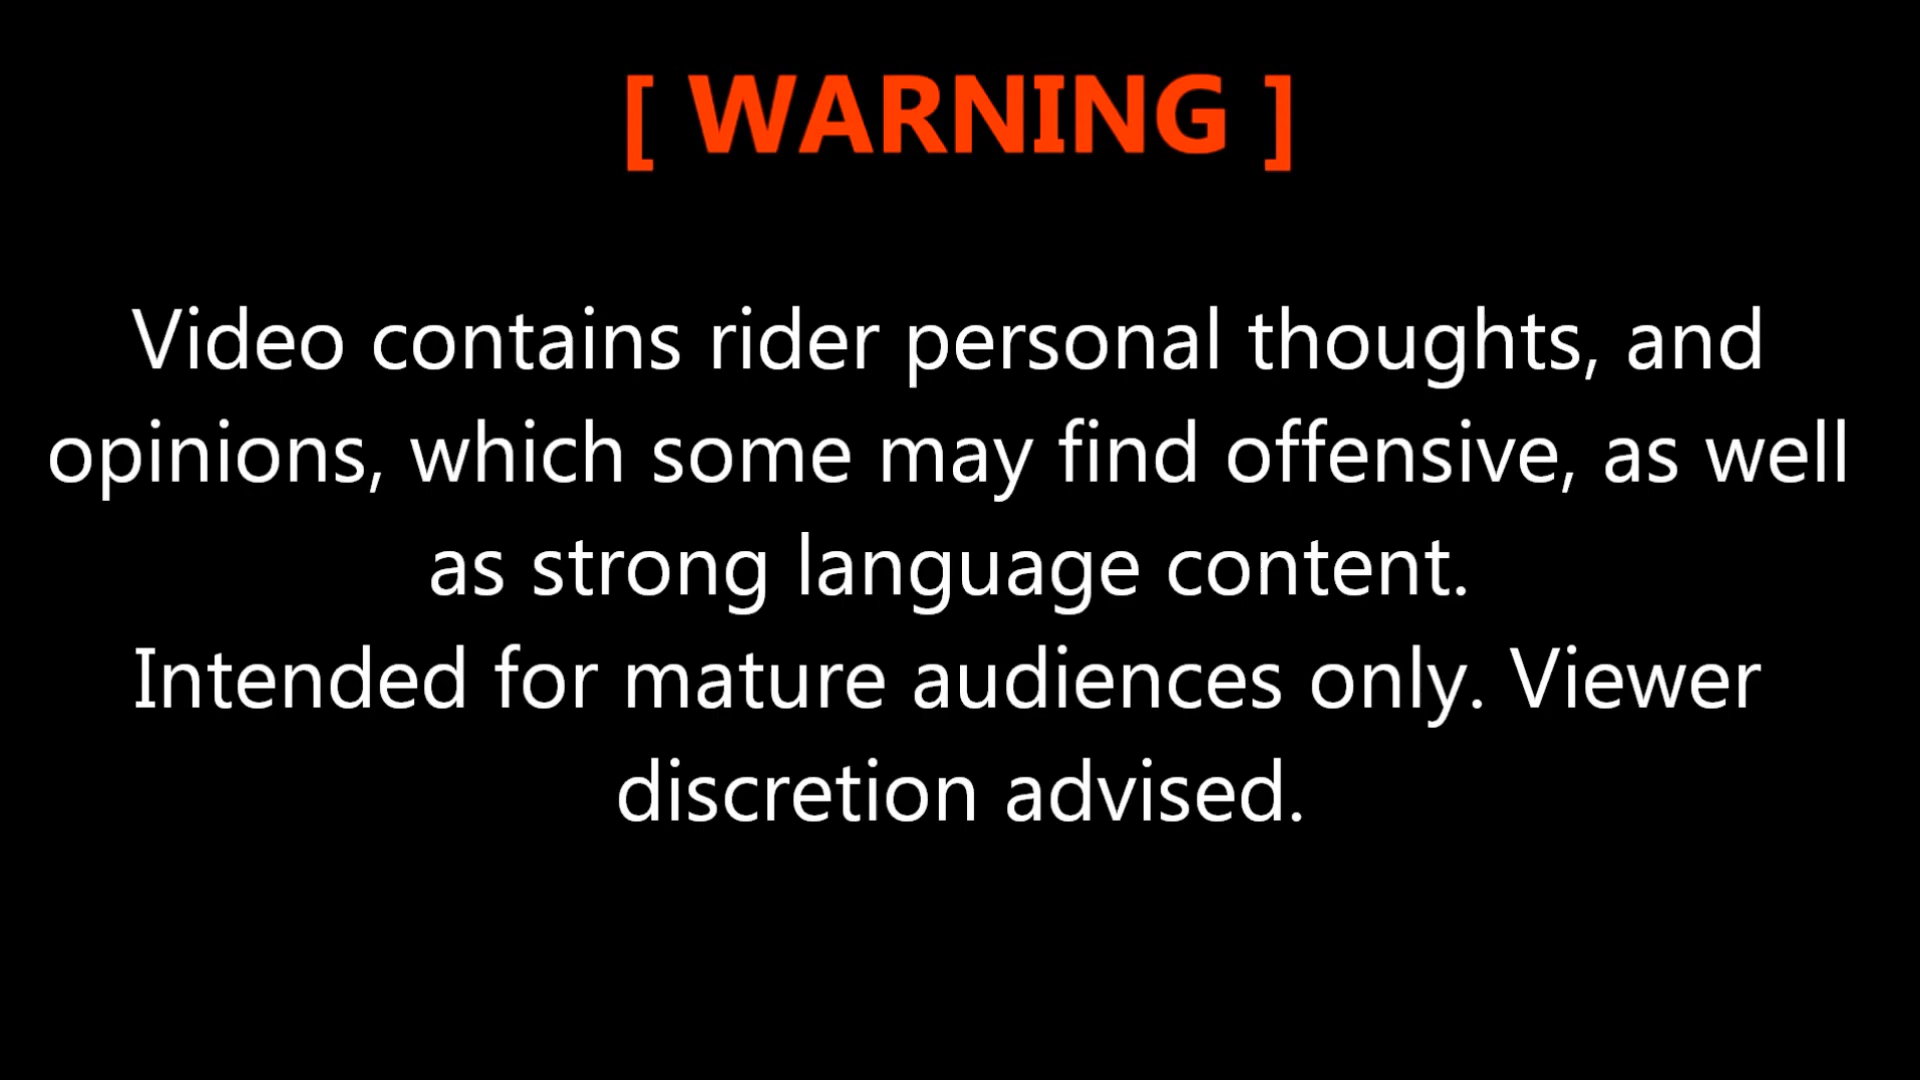 [ WARNING ]
Video contains rider personal thoughts, and
opinions, which some may find offensive, as well
as strong language content.
Intended for mature audiences only. Viewer
discretion advised.